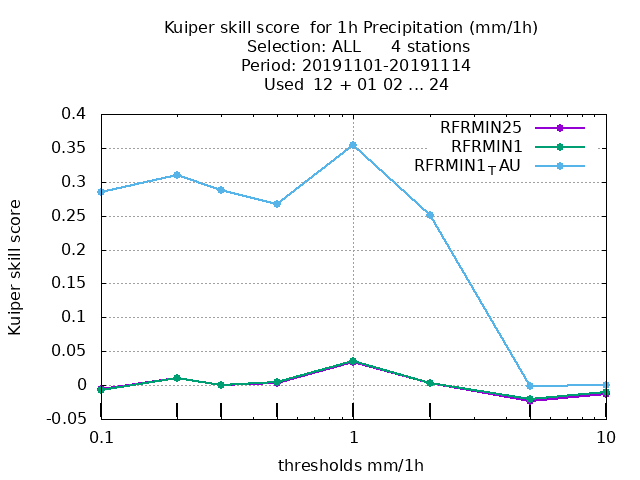 Kuiper skill score  for 1h Precipitation (mm/1h)
Selection: ALL      4 stations
Period: 20191101-20191114
Used  12 + 01 02 ... 24
RFRMIN25
RFRMIN1
RFRMIN1TAU
0.4
0.35
0.3
0.25
0.2
0.15
0.1
0.05
0
-0.05
Kuiper skill score
0.1
1
10
thresholds mm/1h